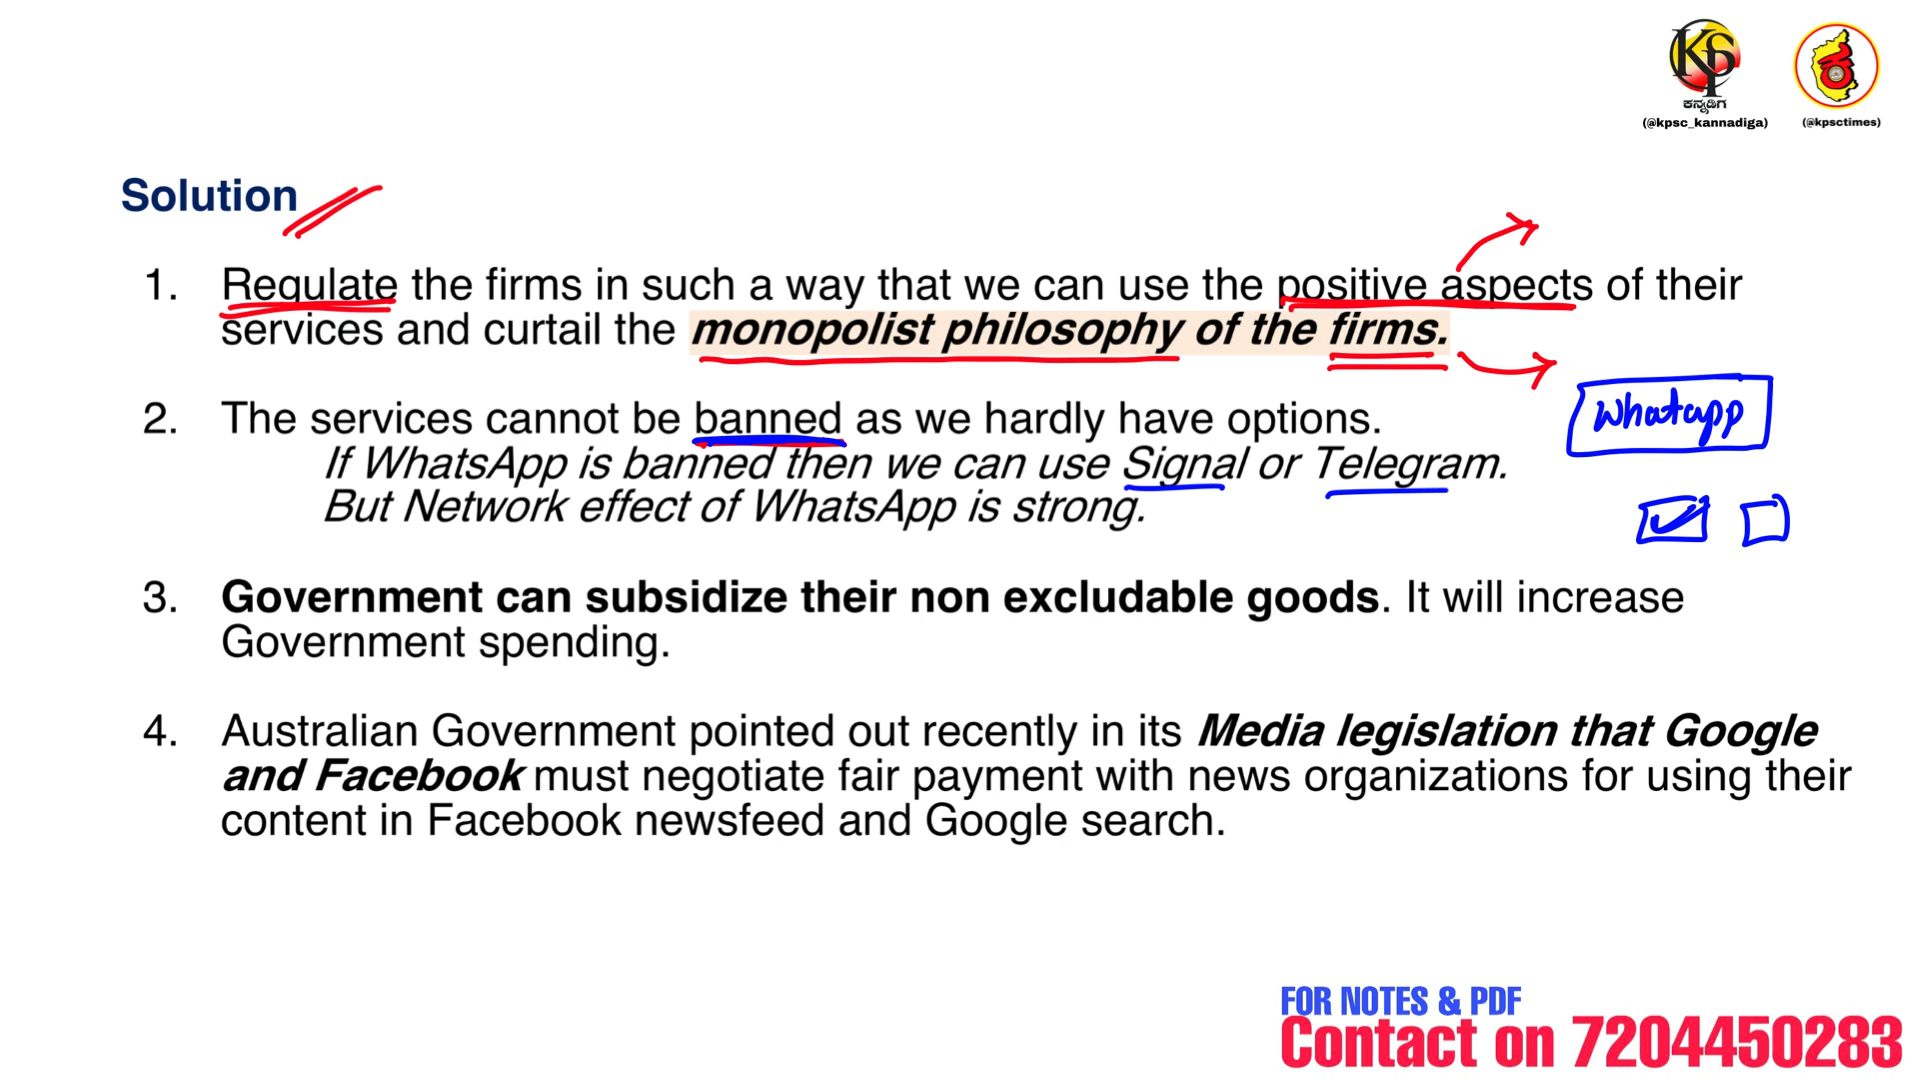 ಕನ್ನಡಿಗ
(@kpsc_kannadiga)
(@kpsctimes)
Solution
1. Regulate the firms in such a way that we can use the positive aspects of their
services and curtail the monopolist philosophy of the firms.
whatapp
2. The services cannot be banned as we hardly have options.
If WhatsApp is banned then we can use Signal or Telegram.
But Network effect of WhatsApp is strong.
3. Government can subsidize their non excludable goods. It will increase
Government spending.
4. Australian Government pointed out recently in its Media legislation that Google
and Facebook must negotiate fair payment with news organizations for using their
content in Facebook newsfeed and Google search.
FOR NOTES & PDF
Contact on 7204450283